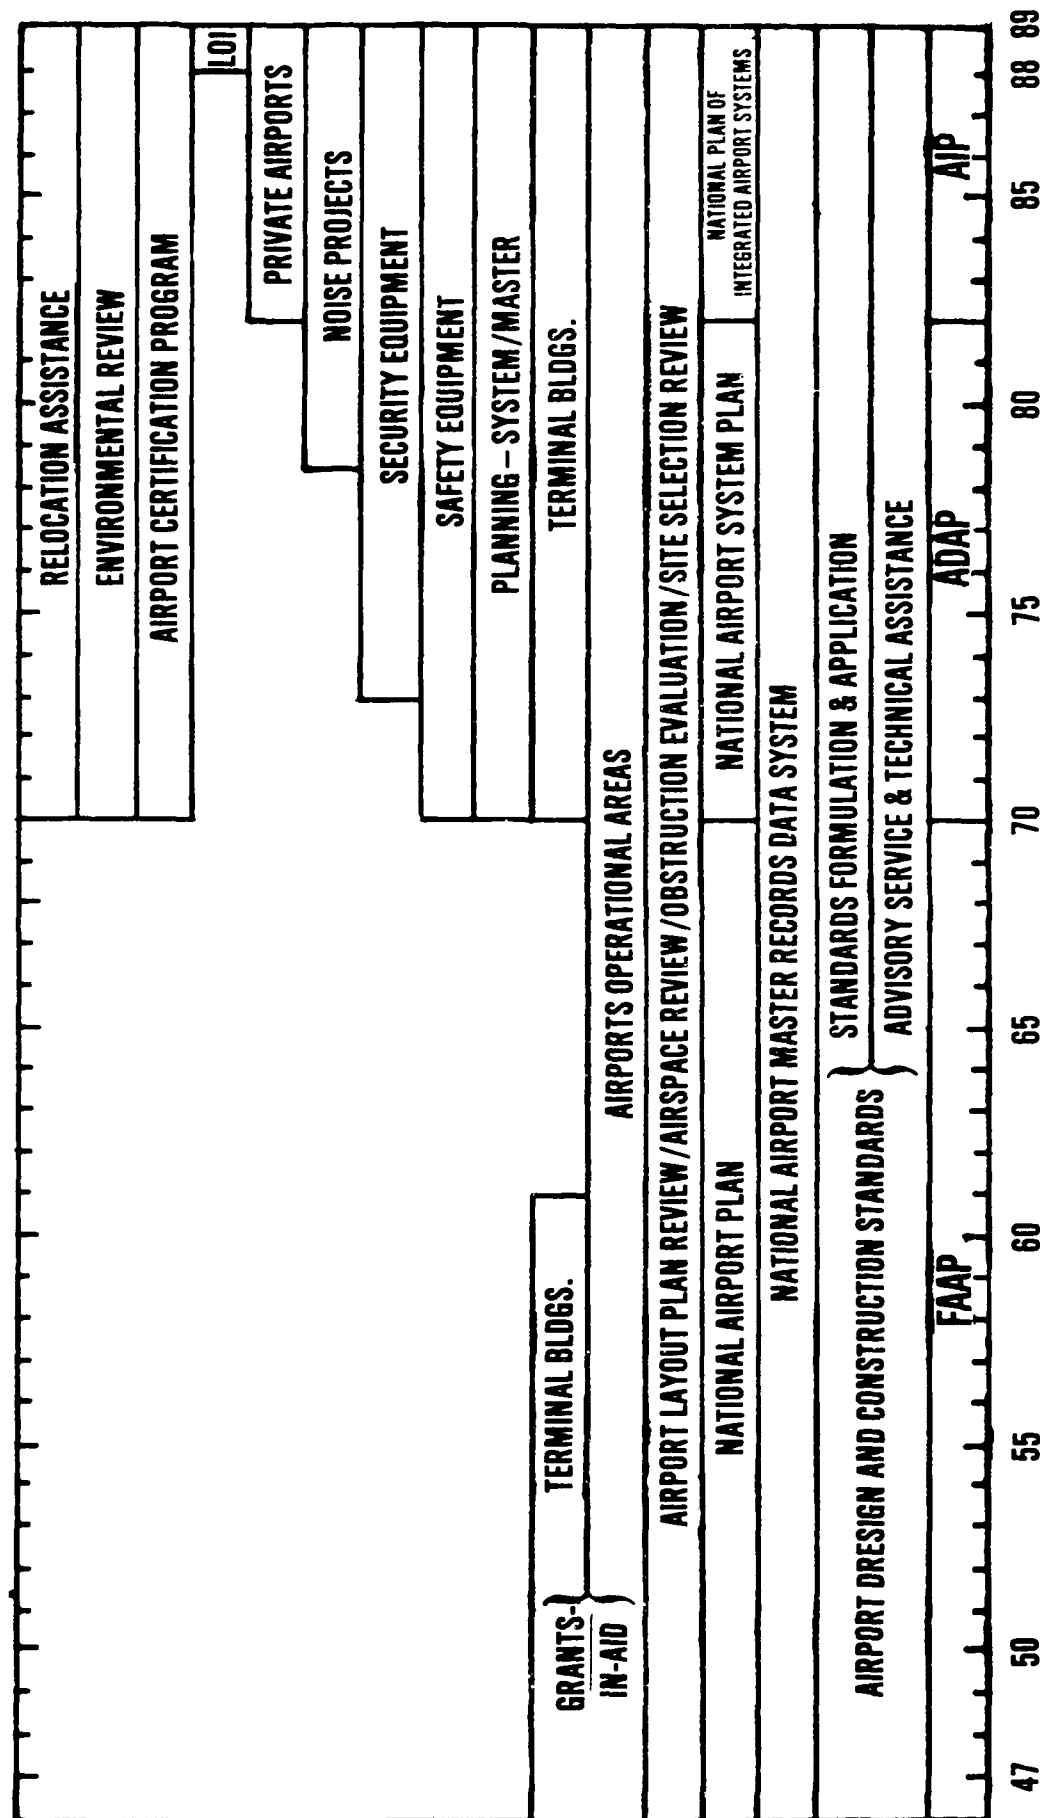 RELOCATION ASSISTANCE
ENVIRONMENTAL REVIEW
AIRPORT CERTIFICATION PROGRAM
LOI
PRIVATE AIRPORTS
NOISE PROJECTS
SECURITY EQUIPMENT
SAFETY EQUIPMENT
PLANNING – SYSTEM/MASTER
GRANTS-
IN-AID
TERMINAL BLDGS.
TERMINAL BLDGS.
AIRPORTS OPERATIONAL AREAS
AIRPORT LAYOUT PLAN REVIEW/AIRSPACE REVIEW/OBSTRUCTION EVALUATION/SITE SELECTION REVIEW
NATIONAL AIRPORT PLAN
NATIONAL AIRPORT SYSTEM PLAN
NATIONAL PLAN OF
INTEGRATED AIRPORT SYSTEMS
NATIONAL AIRPORT MASTER RECORDS DATA SYSTEM
AIRPORT DRESIGN AND CONSTRUCTION STANDARDS
STANDARDS FORMULATION & APPLICATION
ADVISORY SERVICE & TECHNICAL ASSISTANCE
FAAP ADAP AIP
47 50 55 60 65 70 75 80 85 88 89